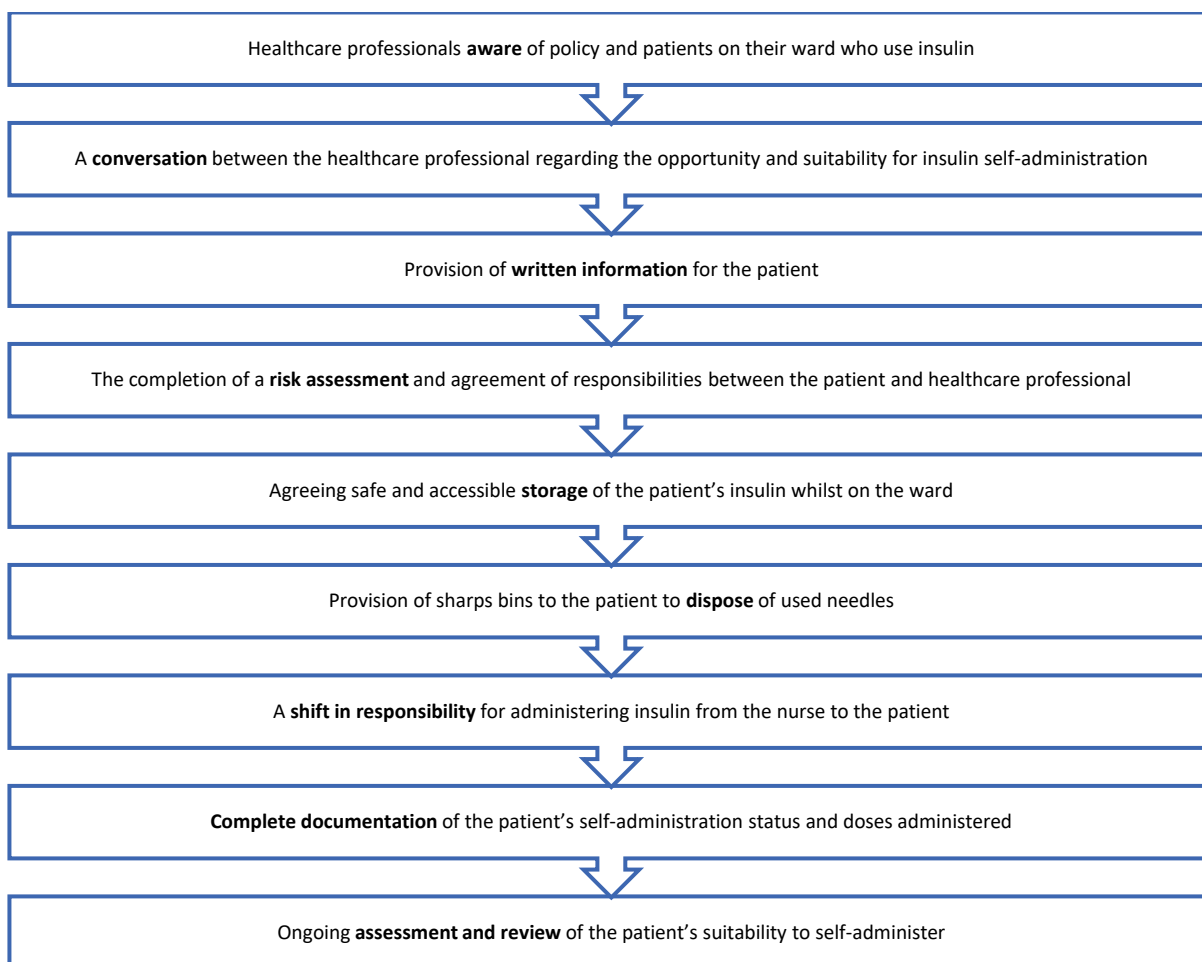 Healthcare professionals aware of policy and patients on their ward who use insulin
A conversation between the healthcare professional regarding the opportunity and suitability for insulin self-administration
Provision of written information for the patient
The completion of a risk assessment and agreement of responsibilities between the patient and healthcare professional
Agreeing safe and accessible storage of the patient’s insulin whilst on the ward
Provision of sharps bins to the patient to dispose of used needles
A shift in responsibility for administering insulin from the nurse to the patient
Complete documentation of the patient’s self-administration status and doses administered
Ongoing assessment and review of the patient’s suitability to self-administer